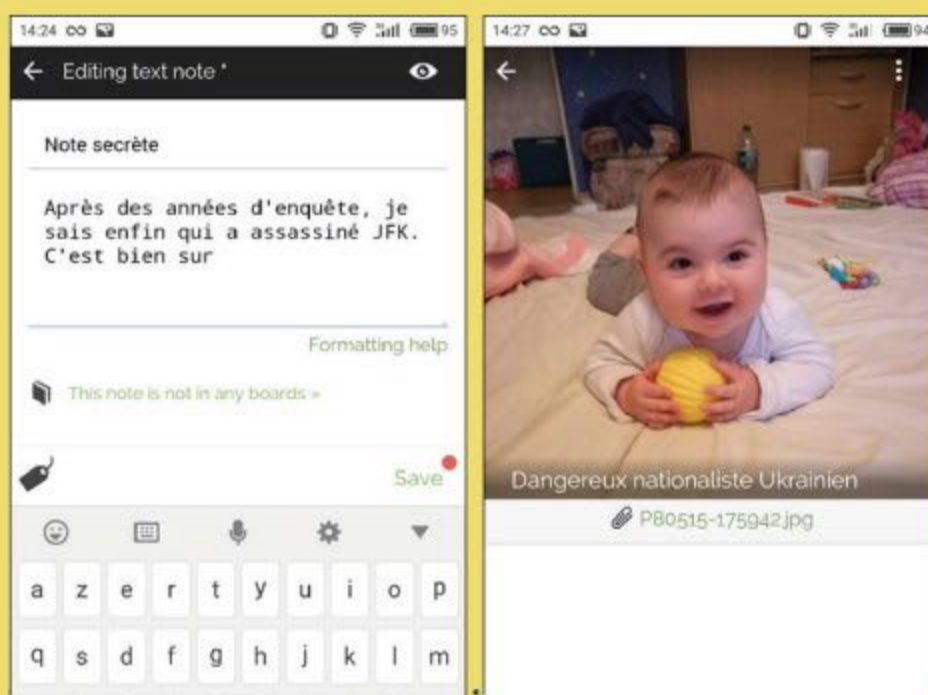 14:24
95
Editing text note *
Note secrète
Après des années d'enquête, je
sais enfin qui a assassiné JFK.
C'est bien sur
Formatting help
This note is not in any boards »
Save
a z e r t y u i o p
q s d f g h j k l m
14:27
94
Dangereux nationaliste Ukrainien
P80515-175942.jpg